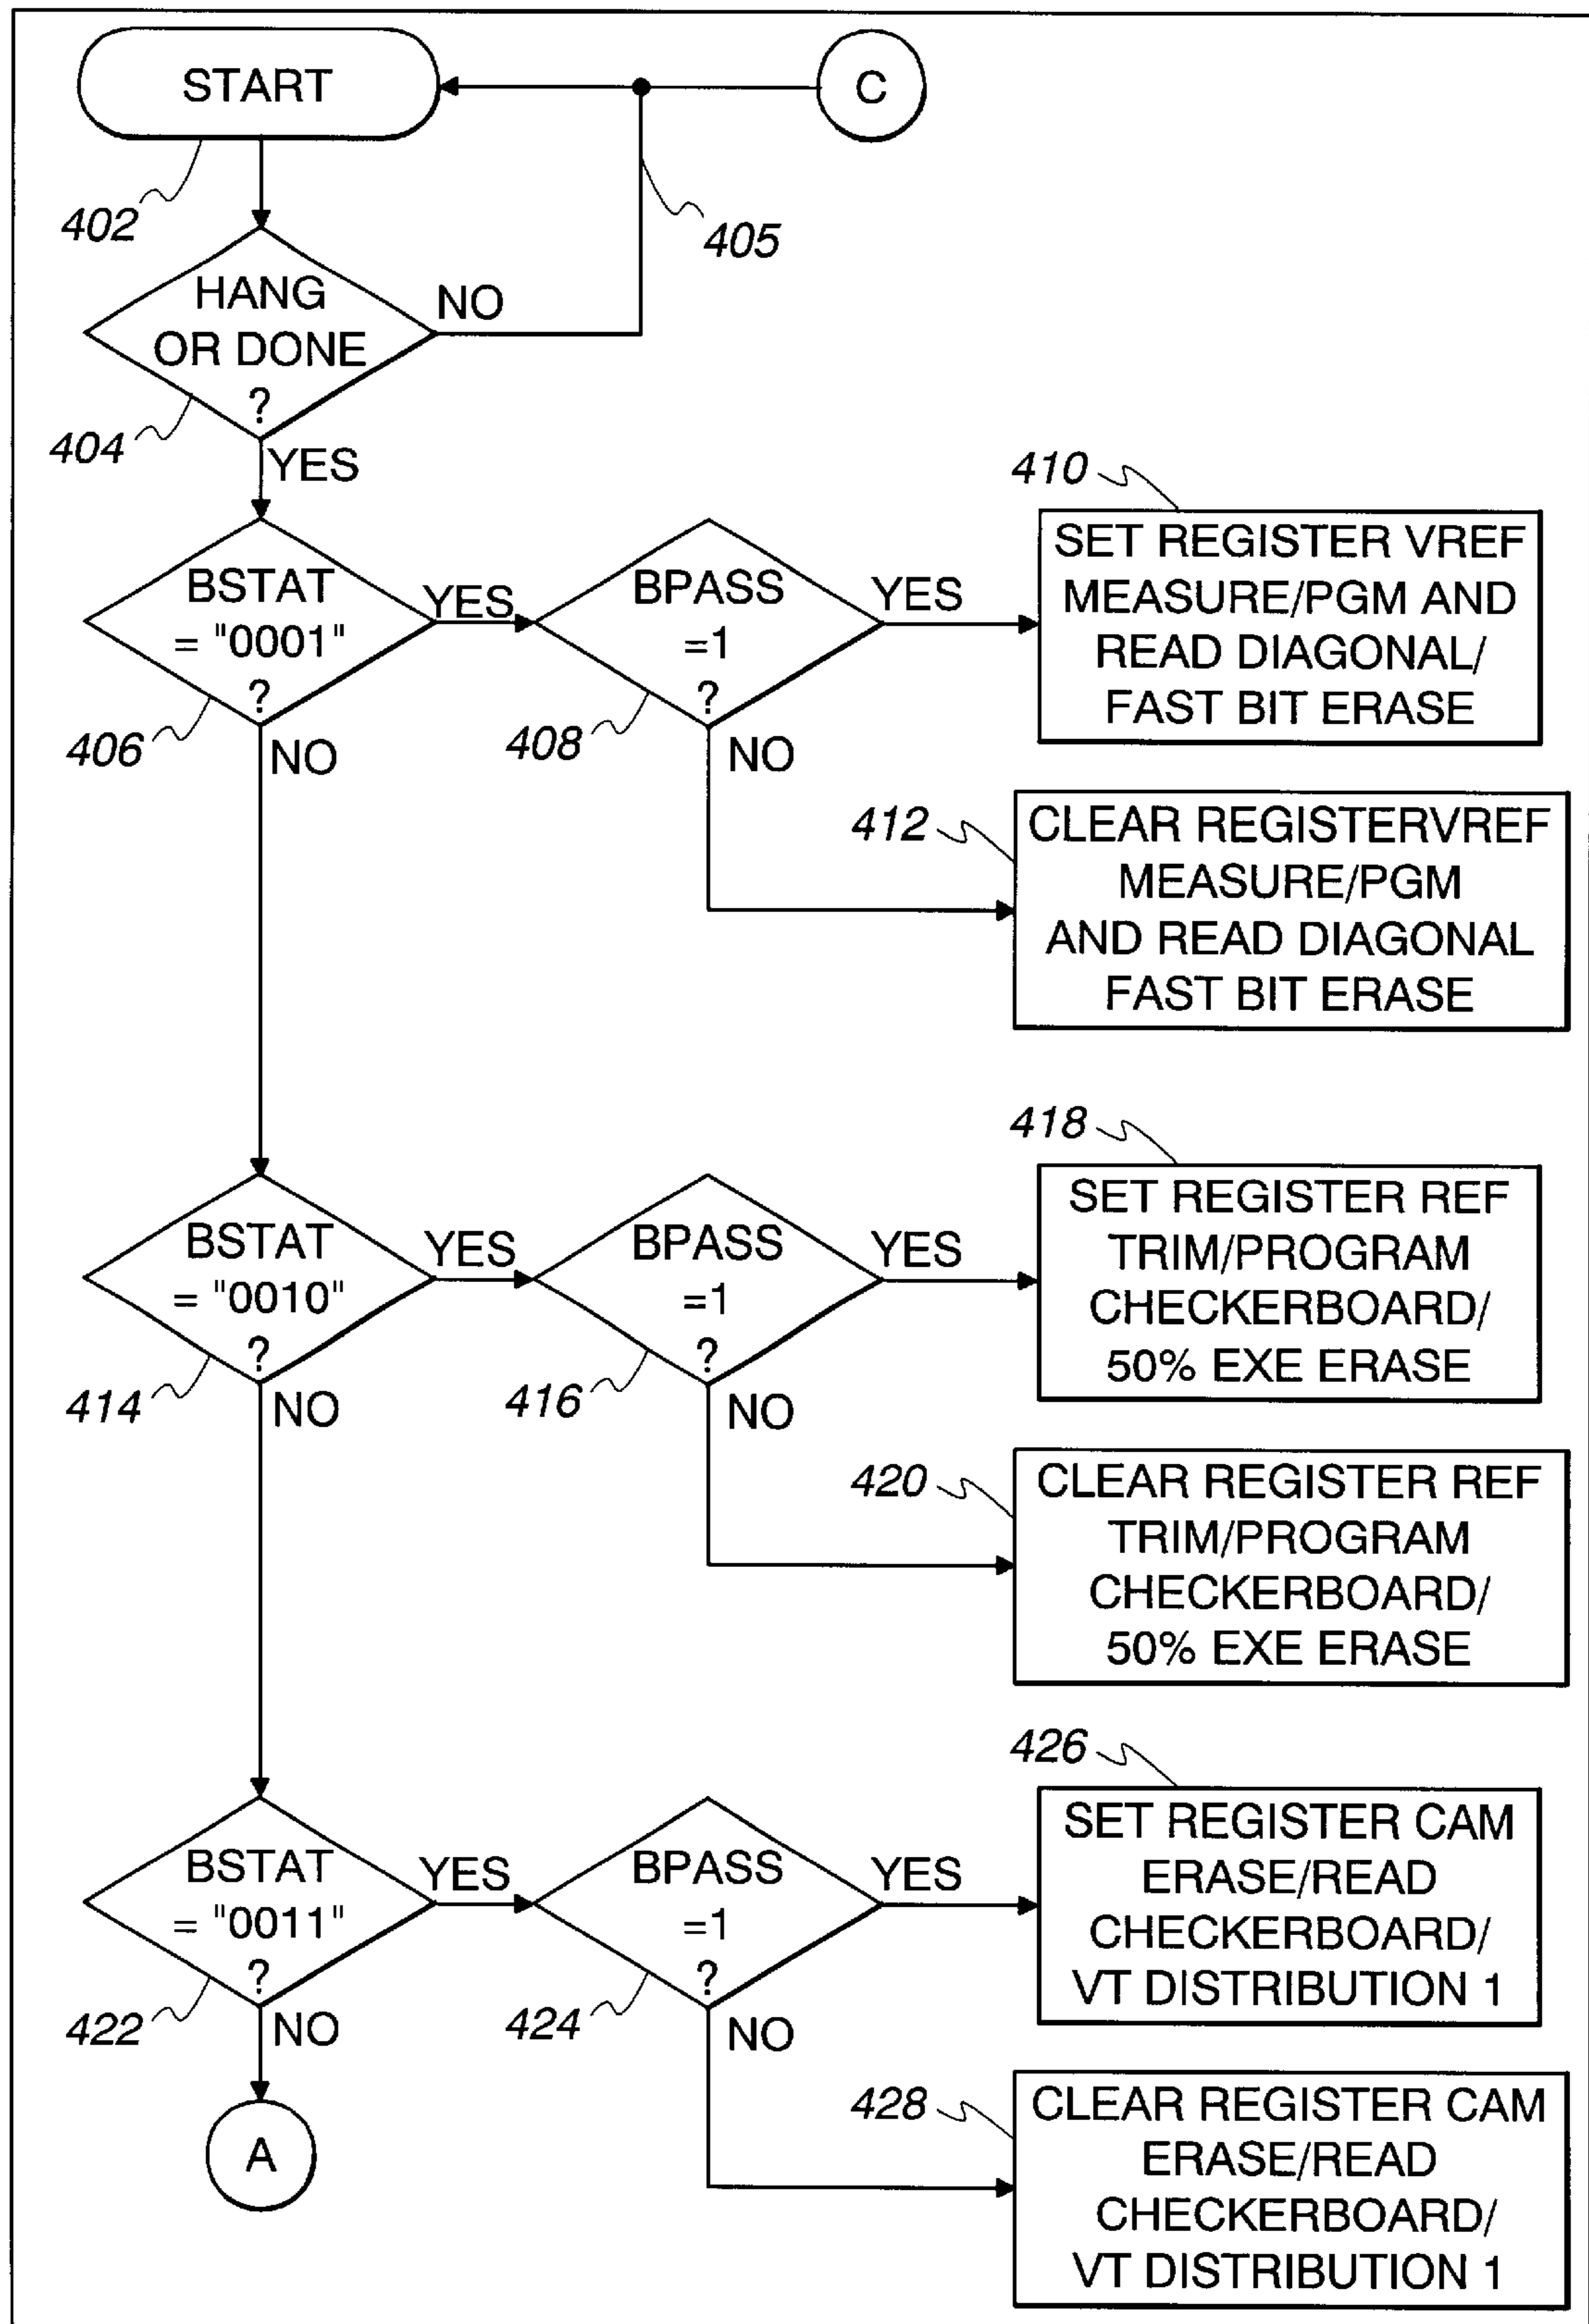 START
C
402
405
HANG
OR DONE
?
NO
404
YES
410
SET REGISTER VREF
MEASURE/PGM AND
READ DIAGONAL/
FAST BIT ERASE
BSTAT
= "0001"
?
YES
BPASS
=1
?
YES
406
NO
408
NO
412
CLEAR REGISTERVREF
MEASURE/PGM
AND READ DIAGONAL
FAST BIT ERASE
418
SET REGISTER REF
TRIM/PROGRAM
CHECKERBOARD/
50% EXE ERASE
BSTAT
= "0010"
?
YES
BPASS
=1
?
YES
414
NO
416
NO
420
CLEAR REGISTER REF
TRIM/PROGRAM
CHECKERBOARD/
50% EXE ERASE
426
SET REGISTER CAM
ERASE/READ
CHECKERBOARD/
VT DISTRIBUTION 1
BSTAT
= "0011"
?
YES
BPASS
=1
?
YES
422
NO
424
NO
428
CLEAR REGISTER CAM
ERASE/READ
CHECKERBOARD/
VT DISTRIBUTION 1
A